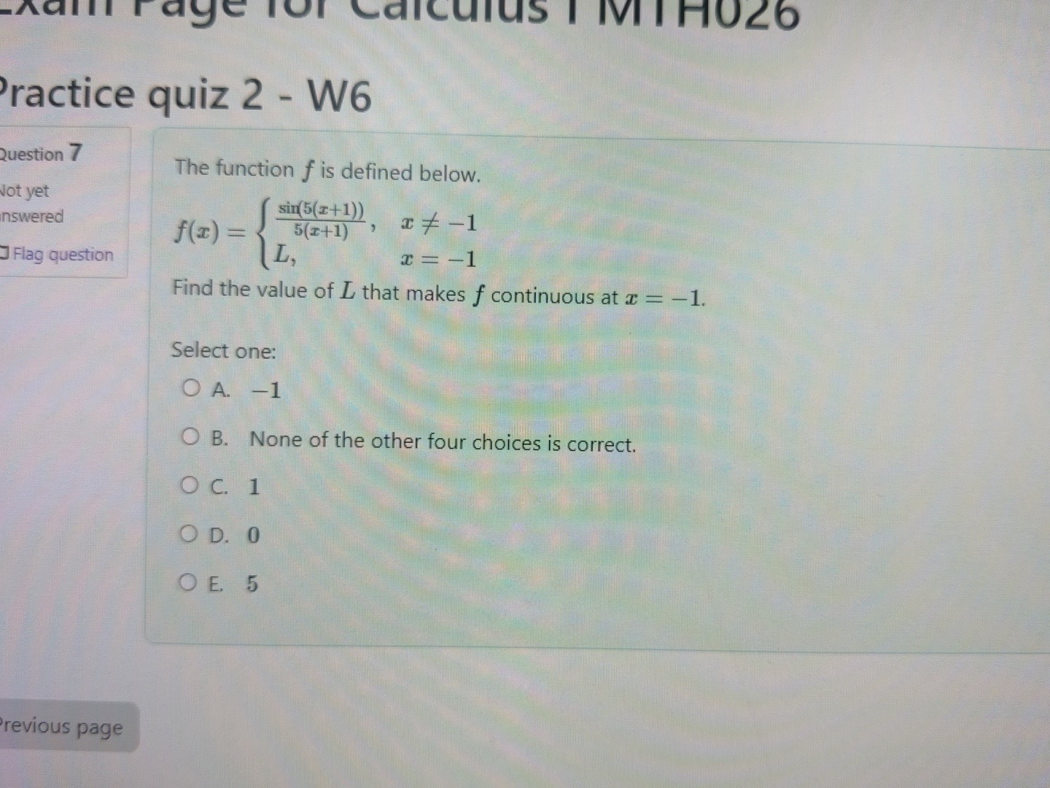 Exam Page for Calculus I MTH026
Practice quiz 2 - W6
Question 7
Not yet
answered
Flag question
The function f is defined below.
f(x) = { sin(5(x+1)) / 5(x+1), x ≠ −1
L, x = −1
Find the value of L that makes f continuous at x = −1.
Select one:
A. −1
B. None of the other four choices is correct.
C. 1
D. 0
E. 5
Previous page